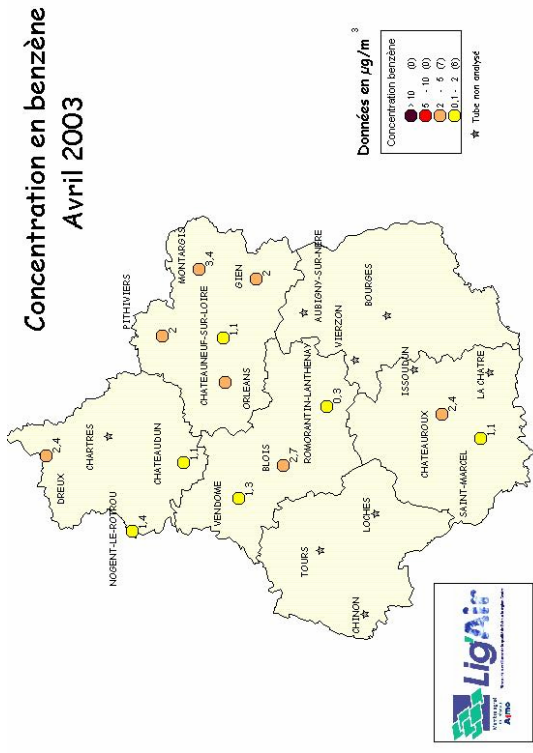 Concentration en benzène
Avril 2003
DREUX
2,4
CHARTRES
NOGENT-LE-ROTROU
1,4
CHATEAUDUN
1,1
PITHIVIERS
2
MONTARGIS
3,4
CHATEAUNEUF-SUR-LOIRE
1,1
GIEN
2
ORLEANS
VENDOME
1,3
BLOIS
2,7
ROMORANTIN-LANTHENAY
0,3
AUBIGNY-SUR-NERE
VIERZON
BOURGES
TOURS
LOCHES
CHINON
ISSOUDUN
CHATEAUROUX
2,4
LA CHATRE
SAINT-MARCEL
1,1
Données en µg/m 3
Concentration benzène
> 10 (0)
5 - 10 (0)
2 - 5 (7)
0,1 - 2 (6)
Tube non analysé
Lig'Air